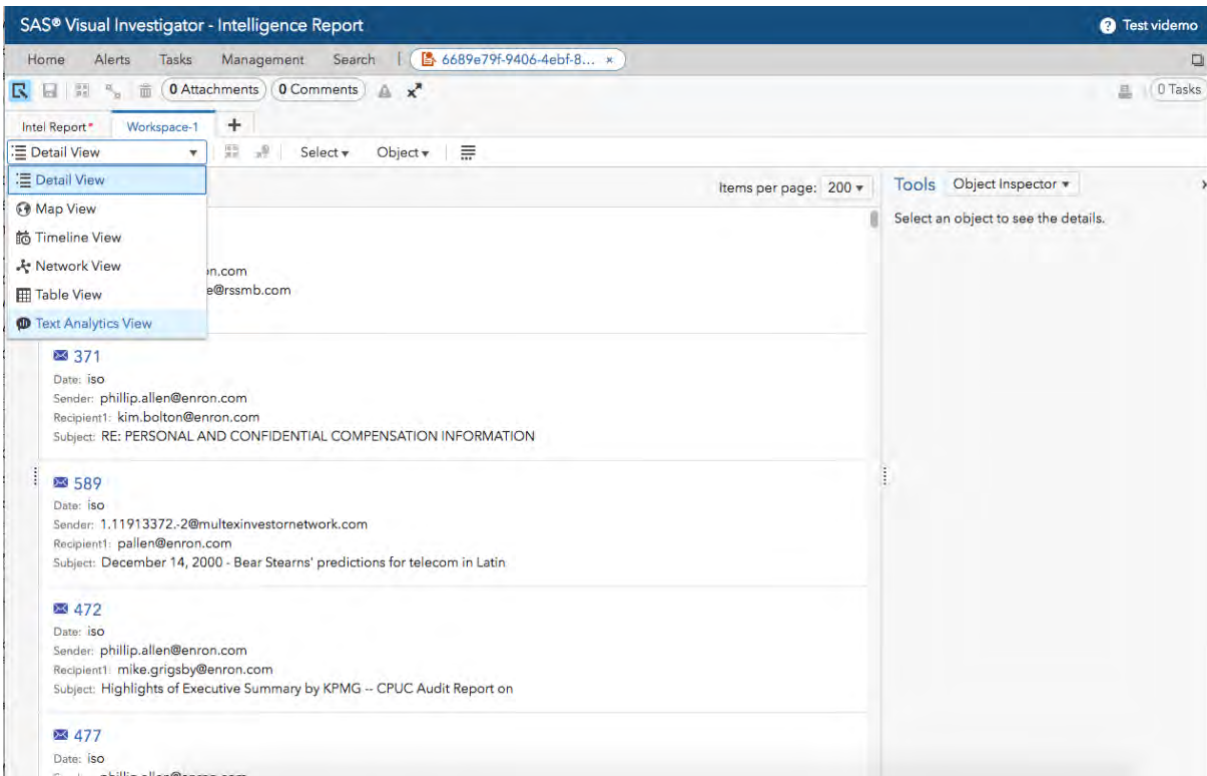 SAS® Visual Investigator - Intelligence Report ? Test videmo
Home Alerts Tasks Management Search 6689e79f-9406-4ebf-8... ×
0 Attachments 0 Comments 0 Tasks
Intel Report* Workspace-1 +
Detail View Select Object
Detail View Items per page: 200 Tools Object Inspector
Map View Select an object to see the details.
Timeline View
Network View on.com
Table View e@rssmb.com
Text Analytics View
371
Date: iso
Sender: phillip.allen@enron.com
Recipient1: kim.bolton@enron.com
Subject: RE: PERSONAL AND CONFIDENTIAL COMPENSATION INFORMATION
589
Date: iso
Sender: 1.11913372.-2@multexinvestornetwork.com
Recipient1: pallen@enron.com
Subject: December 14, 2000 - Bear Stearns' predictions for telecom in Latin
472
Date: iso
Sender: phillip.allen@enron.com
Recipient1: mike.grigsby@enron.com
Subject: Highlights of Executive Summary by KPMG -- CPUC Audit Report on
477
Date: iso